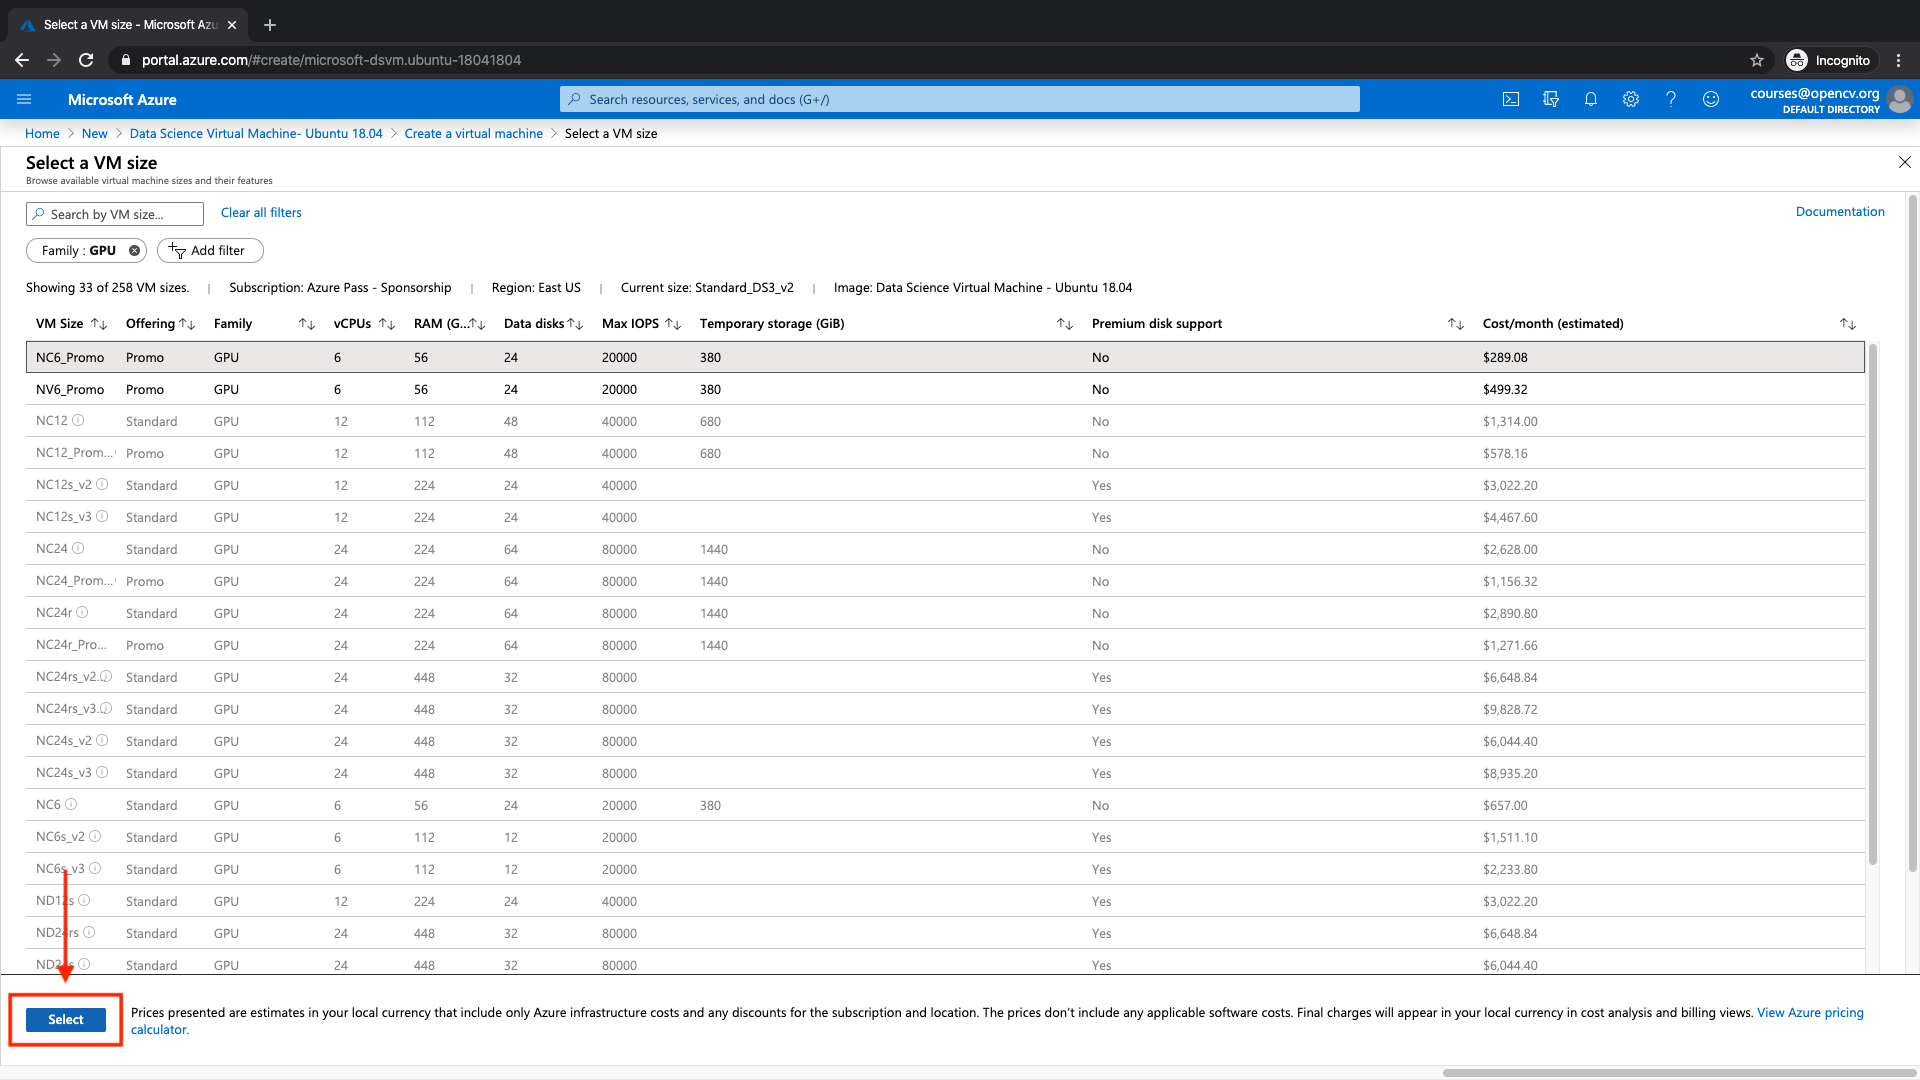 Select a VM size - Microsoft Azu
portal.azure.com/#create/microsoft-dsvm.ubuntu-18041804
Incognito
Microsoft Azure
Search resources, services, and docs (G+/)
courses@opencv.org
DEFAULT DIRECTORY
Home > New > Data Science Virtual Machine- Ubuntu 18.04 > Create a virtual machine > Select a VM size
Select a VM size
Browse available virtual machine sizes and their features
Search by VM size...
Clear all filters
Documentation
Family : GPU
Add filter
Showing 33 of 258 VM sizes. | Subscription: Azure Pass - Sponsorship | Region: East US | Current size: Standard_DS3_v2 | Image: Data Science Virtual Machine - Ubuntu 18.04
VM Size Offering Family vCPUs RAM (G... Data disks Max IOPS Temporary storage (GiB) Premium disk support Cost/month (estimated)
NC6_Promo Promo GPU 6 56 24 20000 380 No $289.08
NV6_Promo Promo GPU 6 56 24 20000 380 No $499.32
NC12 Standard GPU 12 112 48 40000 680 No $1,314.00
NC12_Prom... Promo GPU 12 112 48 40000 680 No $578.16
NC12s_v2 Standard GPU 12 224 24 40000 Yes $3,022.20
NC12s_v3 Standard GPU 12 224 24 40000 Yes $4,467.60
NC24 Standard GPU 24 224 64 80000 1440 No $2,628.00
NC24_Prom... Promo GPU 24 224 64 80000 1440 No $1,156.32
NC24r Standard GPU 24 224 64 80000 1440 No $2,890.80
NC24r_Pro... Promo GPU 24 224 64 80000 1440 No $1,271.66
NC24rs_v2... Standard GPU 24 448 32 80000 Yes $6,648.84
NC24rs_v3... Standard GPU 24 448 32 80000 Yes $9,828.72
NC24s_v2 Standard GPU 24 448 32 80000 Yes $6,044.40
NC24s_v3 Standard GPU 24 448 32 80000 Yes $8,935.20
NC6 Standard GPU 6 56 24 20000 380 No $657.00
NC6s_v2 Standard GPU 6 112 12 20000 Yes $1,511.10
NC6s_v3 Standard GPU 6 112 12 20000 Yes $2,233.80
ND12s Standard GPU 12 224 24 40000 Yes $3,022.20
ND24rs Standard GPU 24 448 32 80000 Yes $6,648.84
ND24s Standard GPU 24 448 32 80000 Yes $6,044.40
Select
Prices presented are estimates in your local currency that include only Azure infrastructure costs and any discounts for the subscription and location. The prices don't include any applicable software costs. Final charges will appear in your local currency in cost analysis and billing views. View Azure pricing
calculator.